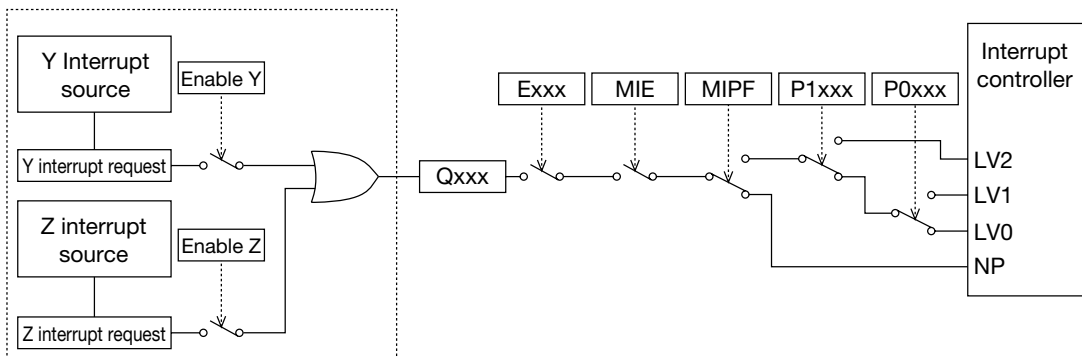 Y Interrupt
source
Enable Y
Y interrupt request
Z interrupt
source
Enable Z
Z interrupt request
Qxxx
Exxx
MIE
MIPF
P1xxx
P0xxx
Interrupt
controller
LV2
LV1
LV0
NP